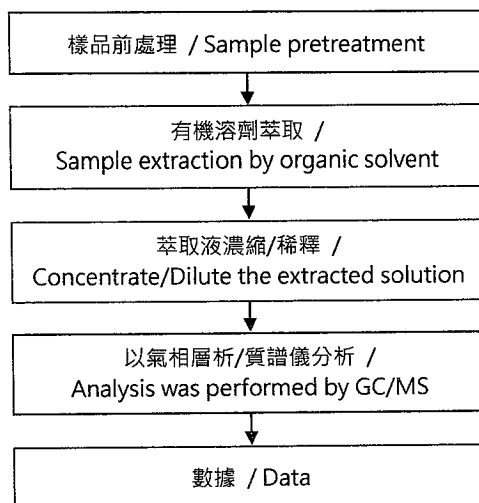 樣品前處理 / Sample pretreatment
有機溶劑萃取 /
Sample extraction by organic solvent
萃取液濃縮/稀釋 /
Concentrate/Dilute the extracted solution
以氣相層析/質譜儀分析 /
Analysis was performed by GC/MS
數據 / Data